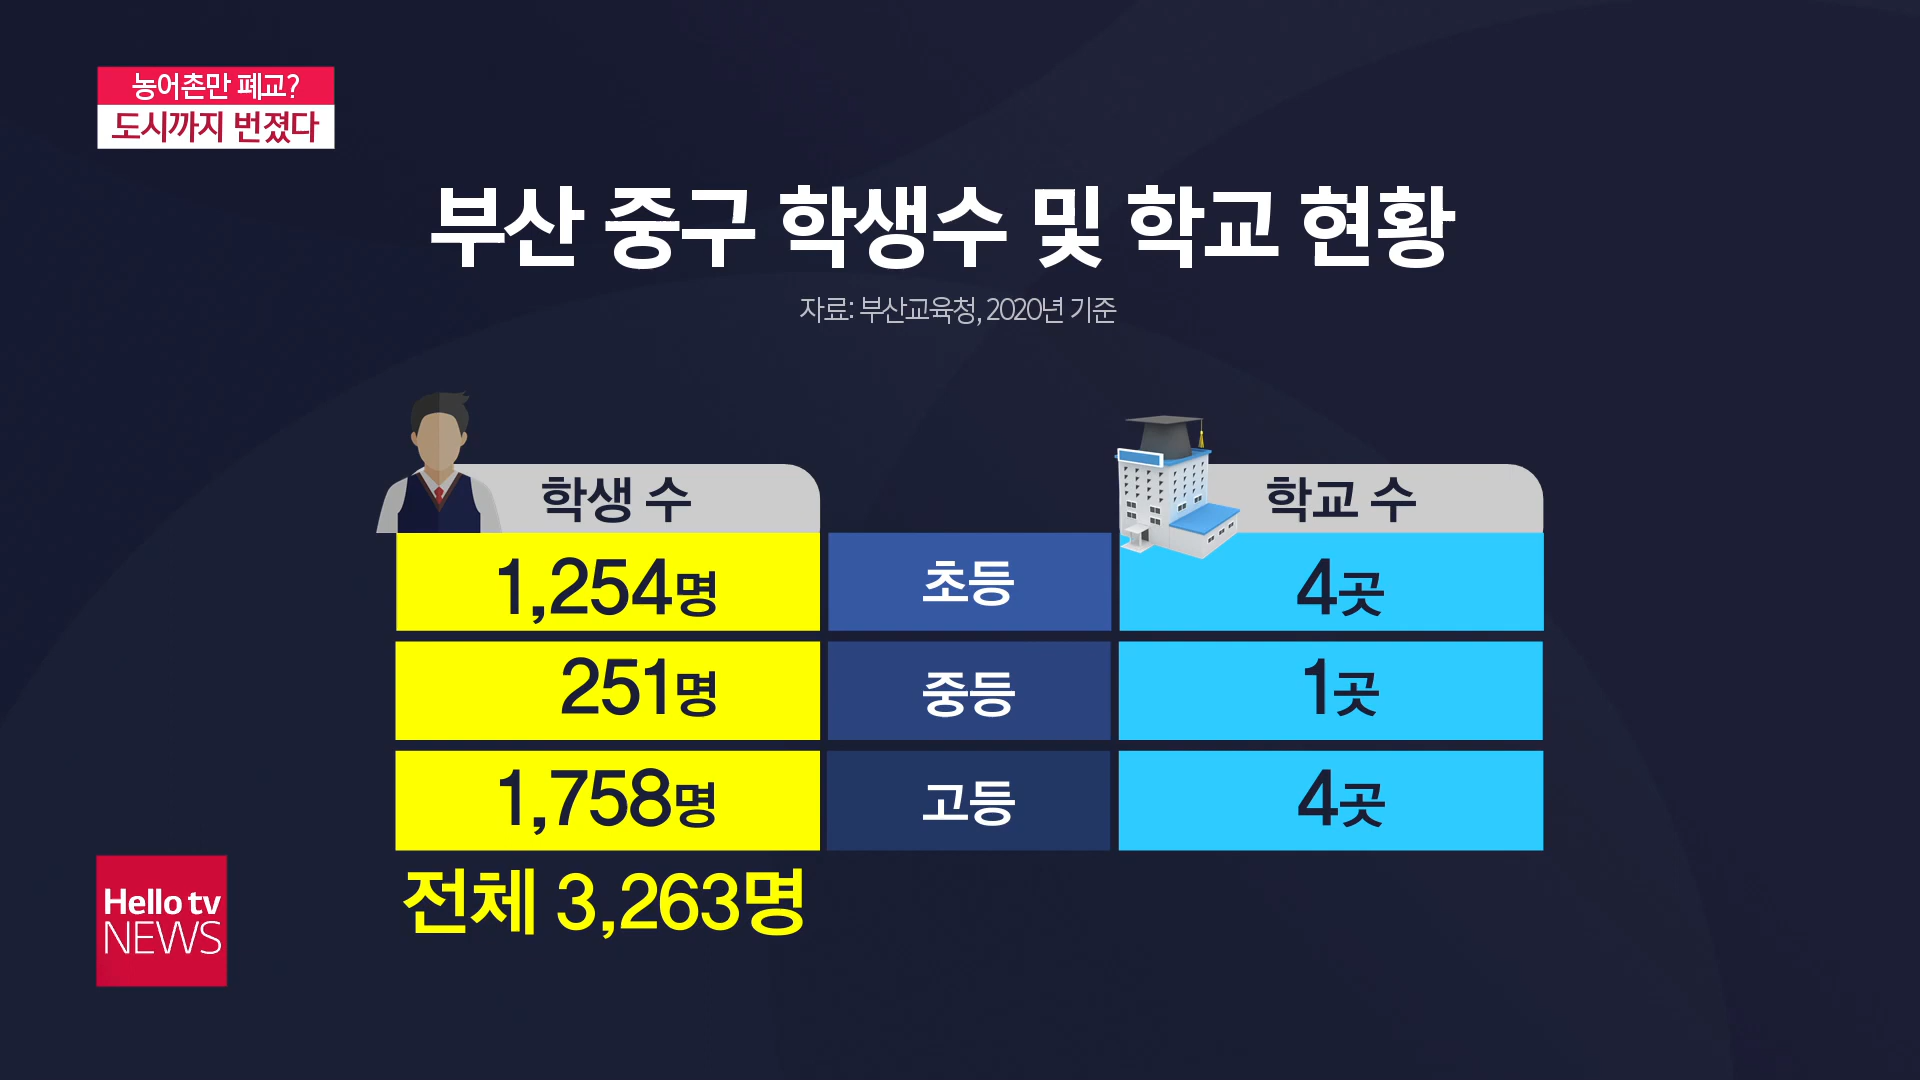 농어촌만 폐교?
도시까지 번졌다
부산 중구 학생수 및 학교 현황
자료: 부산교육청, 2020년 기준
학생 수 학교 수
1,254명 초등 4곳
251명 중등 1곳
1,758명 고등 4곳
전체 3,263명
Hello tv
NEWS